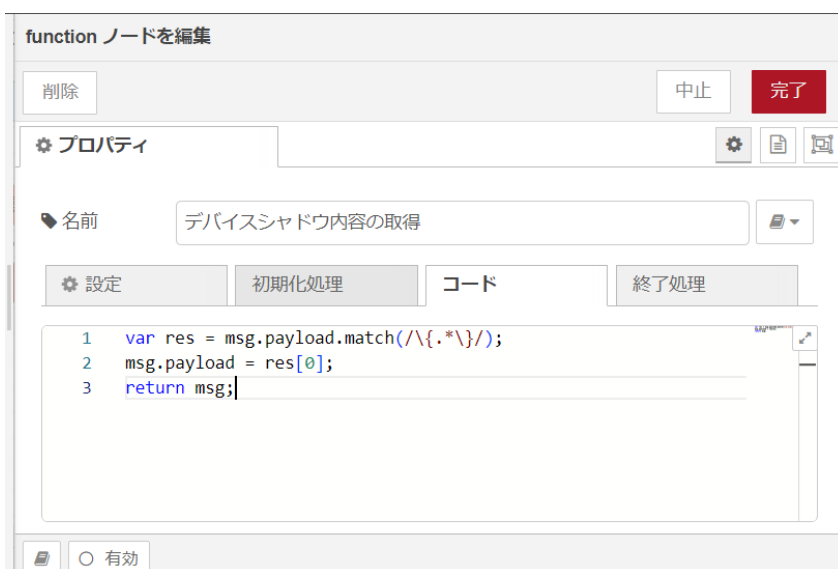 function ノードを編集
削除
中止
完了
プロパティ
名前
デバイスシャドウ内容の取得
設定
初期化処理
コード
終了処理
1 var res = msg.payload.match(/\{.*\}/);
2 msg.payload = res[0];
3 return msg;
有効